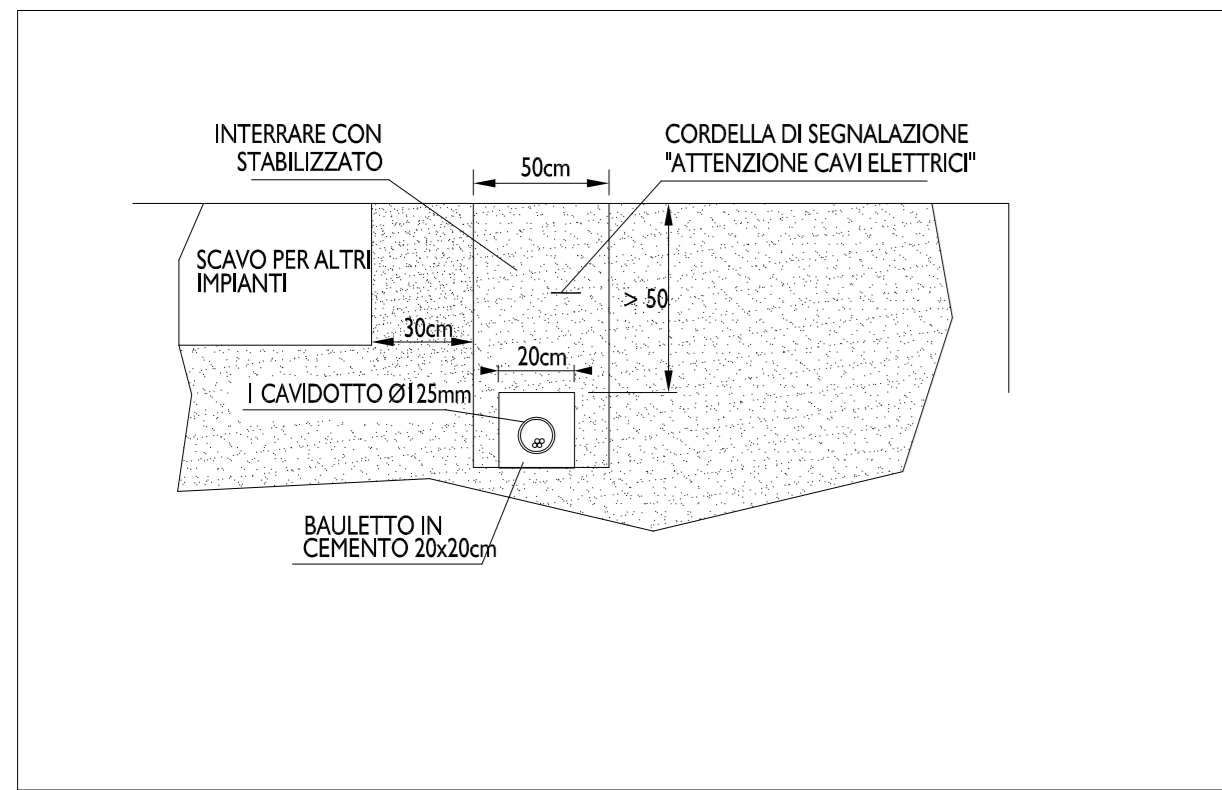 INTERRARE CON
STABILIZZATO
CORDELLA DI SEGNALAZIONE
"ATTENZIONE CAVI ELETTRICI"
50cm
SCAVO PER ALTRI
IMPIANTI
> 50
30cm
20cm
1 CAVIDOTTO Ø125mm
BAULETTO IN
CEMENTO 20x20cm